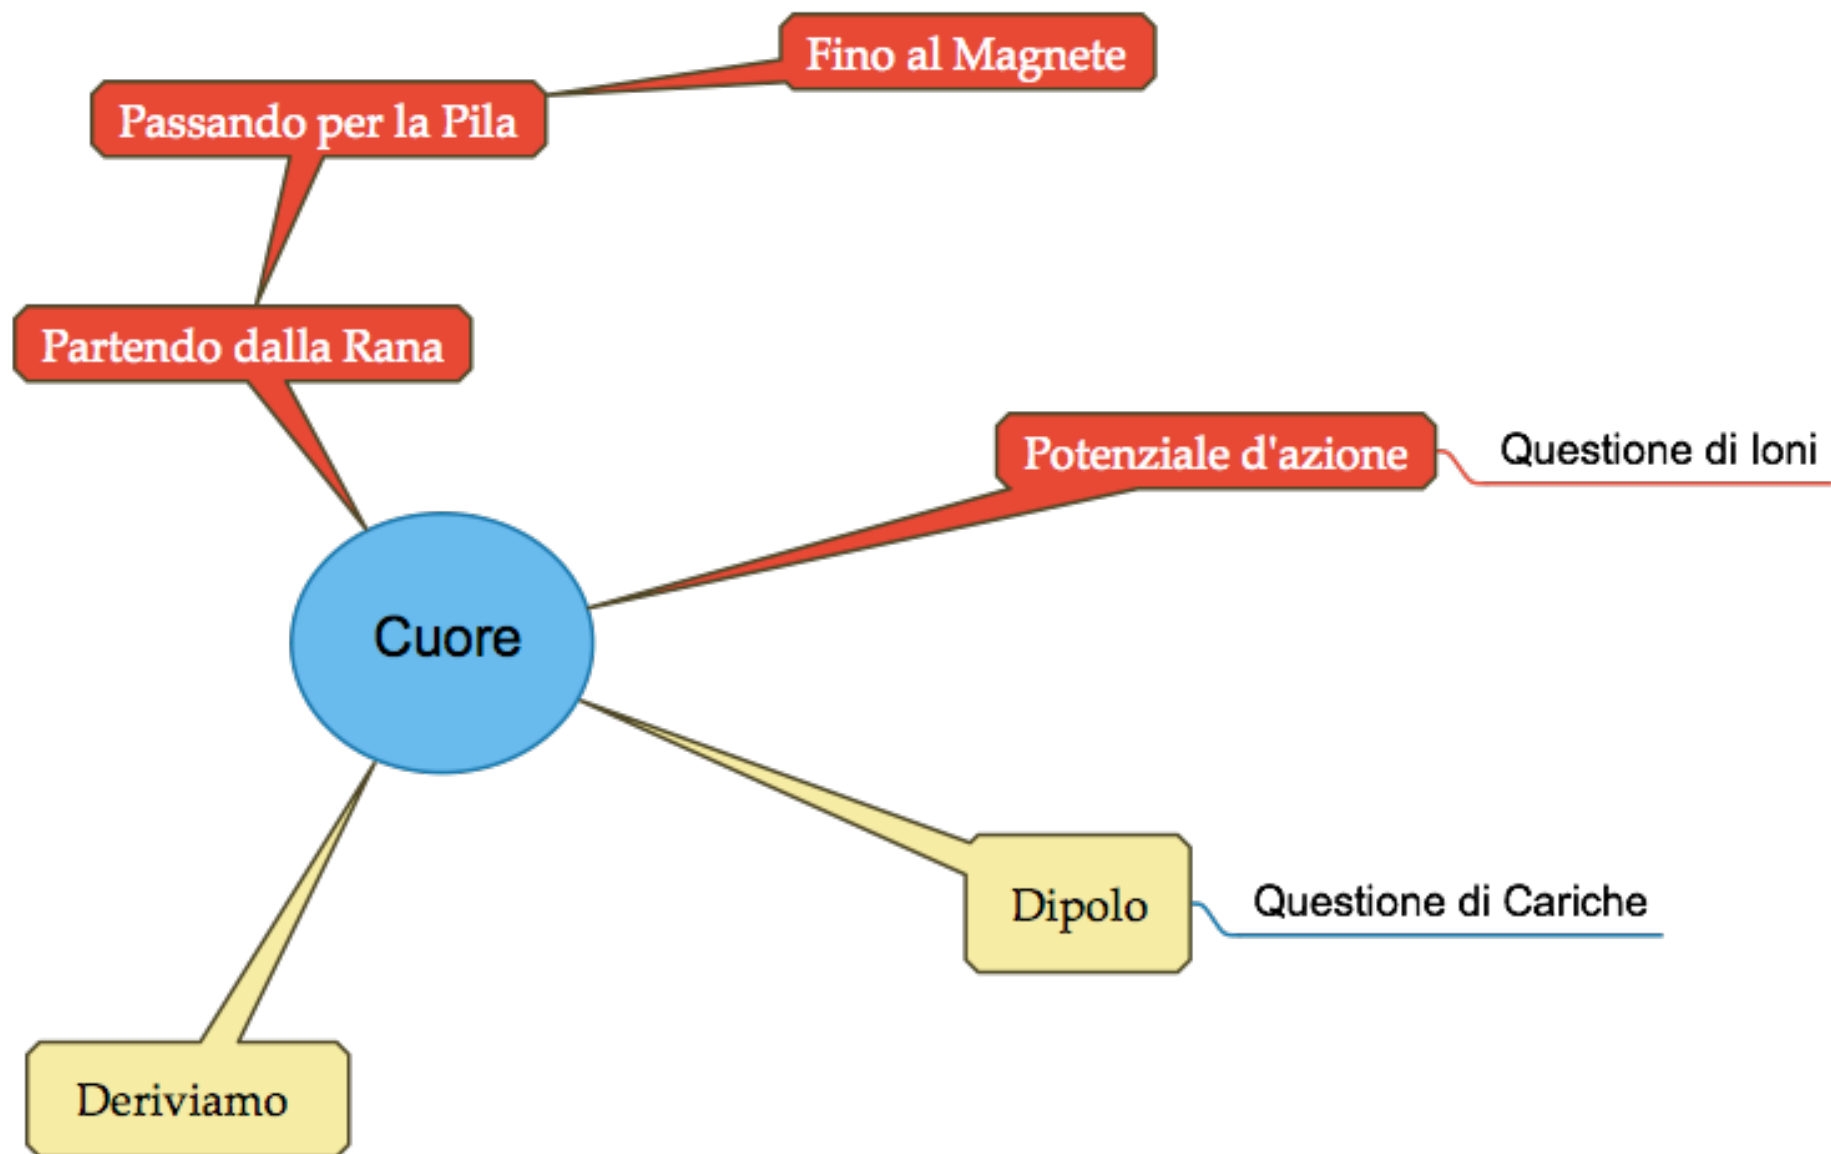 Fino al Magnete
Passando per la Pila
Partendo dalla Rana
Potenziale d'azione
Questione di Ioni
Cuore
Dipolo
Questione di Cariche
Deriviamo